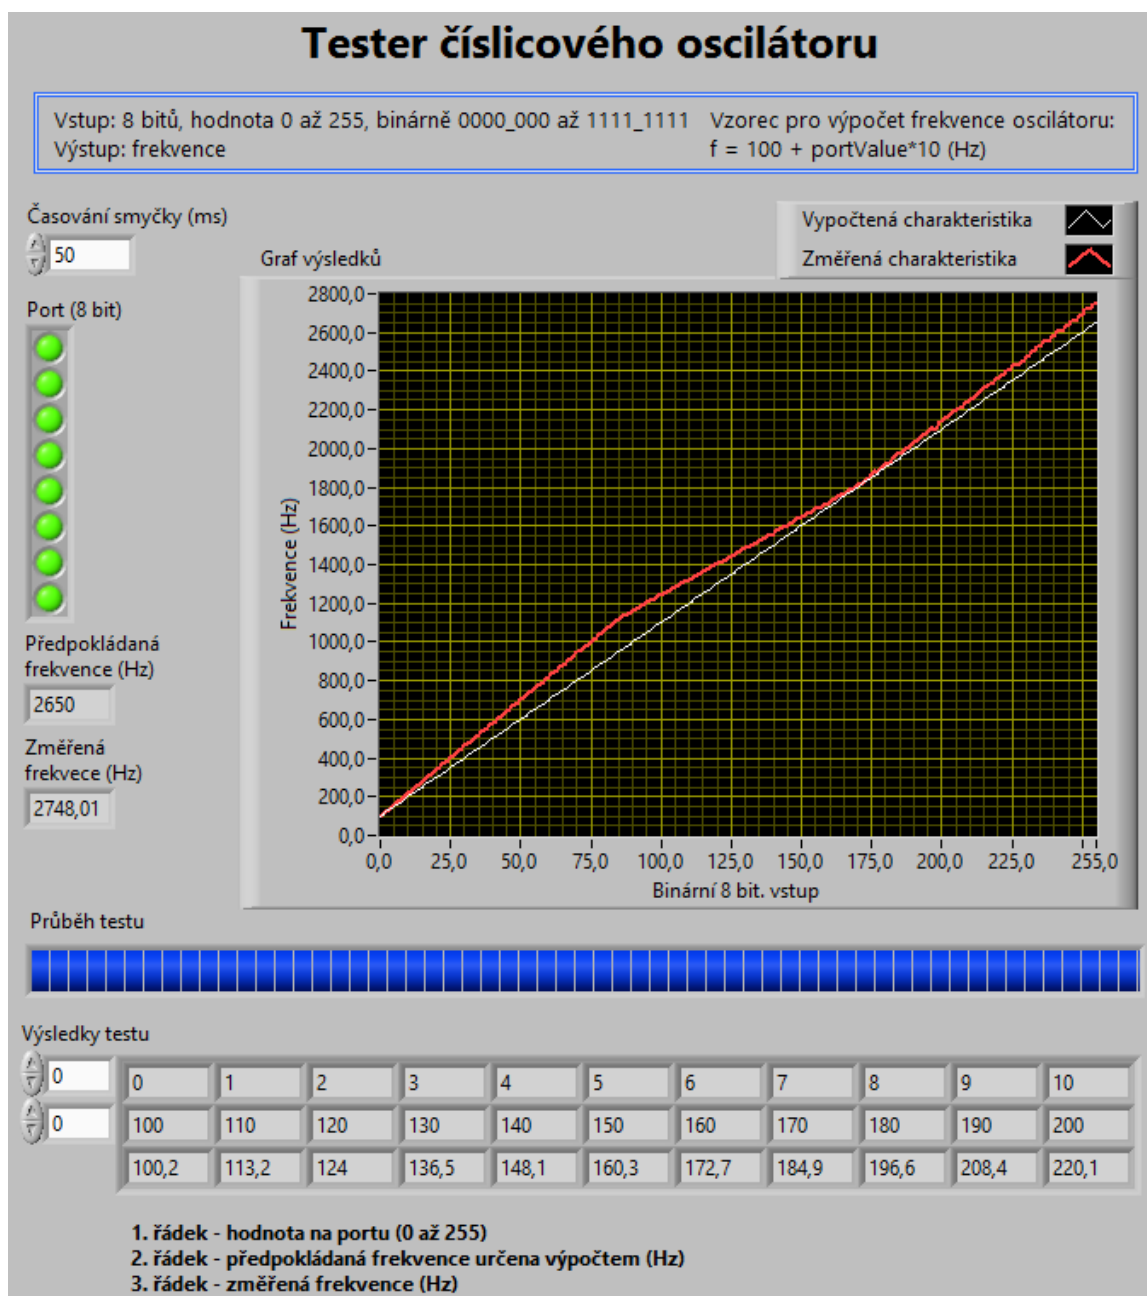 Tester číslicového oscilátoru
Vstup: 8 bitů, hodnota 0 až 255, binárně 0000_000 až 1111_1111
Výstup: frekvence
Vzorec pro výpočet frekvence oscilátoru:
f = 100 + portValue*10 (Hz)
Časování smyčky (ms)
50
Vypočtená charakteristika
Změřená charakteristika
Graf výsledků
Port (8 bit)
2800,0
2600,0
2400,0
2200,0
2000,0
1800,0
1600,0
1400,0
1200,0
1000,0
800,0
600,0
400,0
200,0
0,0
Frekvence (Hz)
0,0 25,0 50,0 75,0 100,0 125,0 150,0 175,0 200,0 225,0 255,0
Binární 8 bit. vstup
Předpokládaná
frekvence (Hz)
2650
Změřená
frekvece (Hz)
2748,01
Průběh testu
Výsledky testu
0 0 1 2 3 4 5 6 7 8 9 10
0 100 110 120 130 140 150 160 170 180 190 200
100,2 113,2 124 136,5 148,1 160,3 172,7 184,9 196,6 208,4 220,1
1. řádek - hodnota na portu (0 až 255)
2. řádek - předpokládaná frekvence určena výpočtem (Hz)
3. řádek - změřená frekvence (Hz)